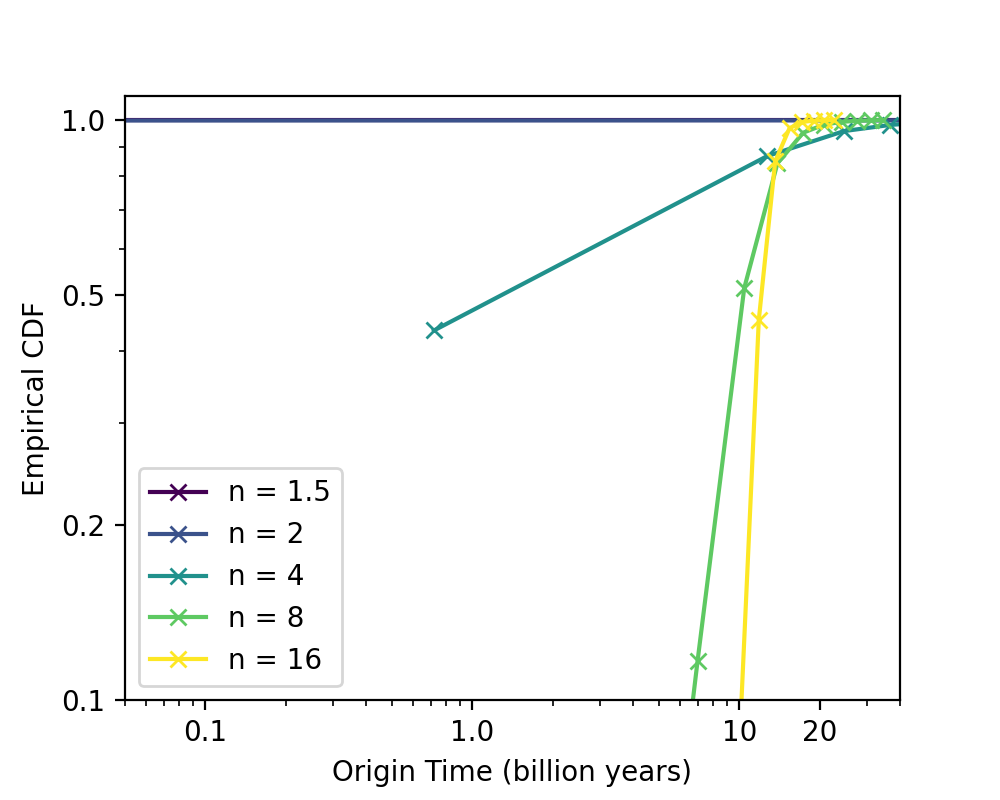 1.0
0.5
0.2
0.1
Empirical CDF
n = 1.5
n = 2
n = 4
n = 8
n = 16
0.1
1.0
10
20
Origin Time (billion years)